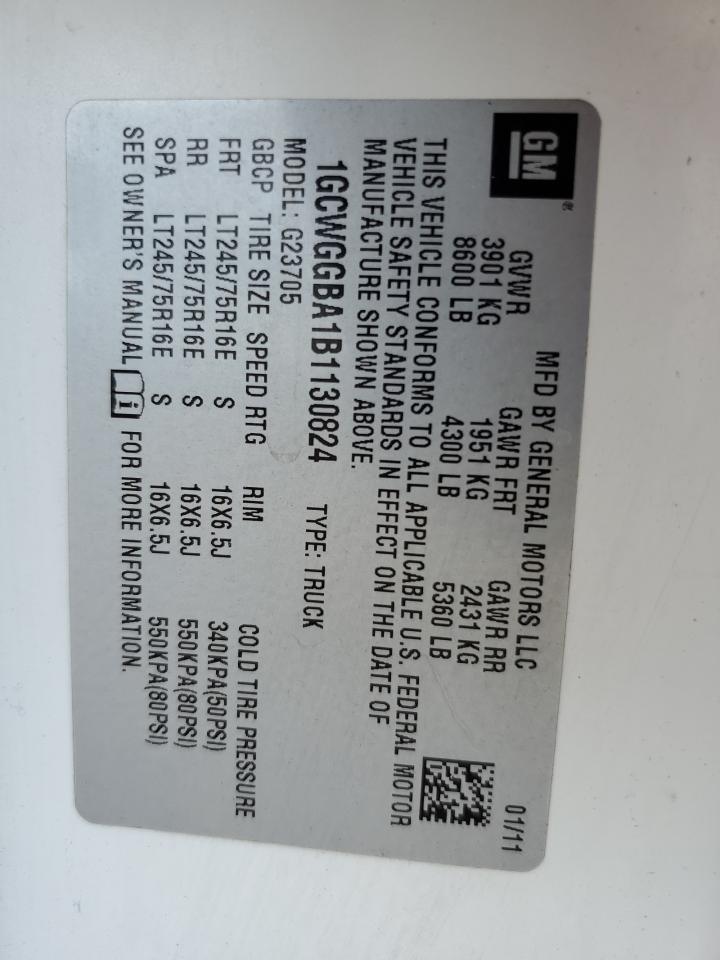 GM
MFD BY GENERAL MOTORS LLC 01/11
GVWR GAWR FRT GAWR RR
3901 KG 1951 KG 2431 KG
8600 LB 4300 LB 5360 LB
THIS VEHICLE CONFORMS TO ALL APPLICABLE U.S. FEDERAL MOTOR
VEHICLE SAFETY STANDARDS IN EFFECT ON THE DATE OF
MANUFACTURE SHOWN ABOVE.
1GCWGGBA1B1130824 TYPE: TRUCK
MODEL: G23705
GBCP TIRE SIZE SPEED RTG RIM COLD TIRE PRESSURE
FRT LT245/75R16E S 16X6.5J 340KPA(50PSI)
RR LT245/75R16E S 16X6.5J 550KPA(80PSI)
SPA LT245/75R16E S 16X6.5J 550KPA(80PSI)
SEE OWNER'S MANUAL i FOR MORE INFORMATION.